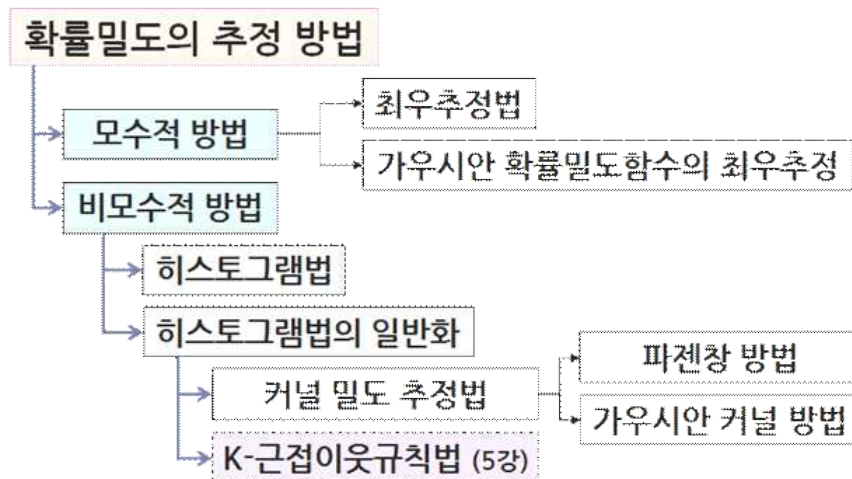 확률밀도의 추정 방법
모수적 방법
최우추정법
가우시안 확률밀도함수의 최우추정
비모수적 방법
히스토그램법
히스토그램법의 일반화
커널 밀도 추정법
파젠창 방법
가우시안 커널 방법
K-근접이웃규칙법 (5강)